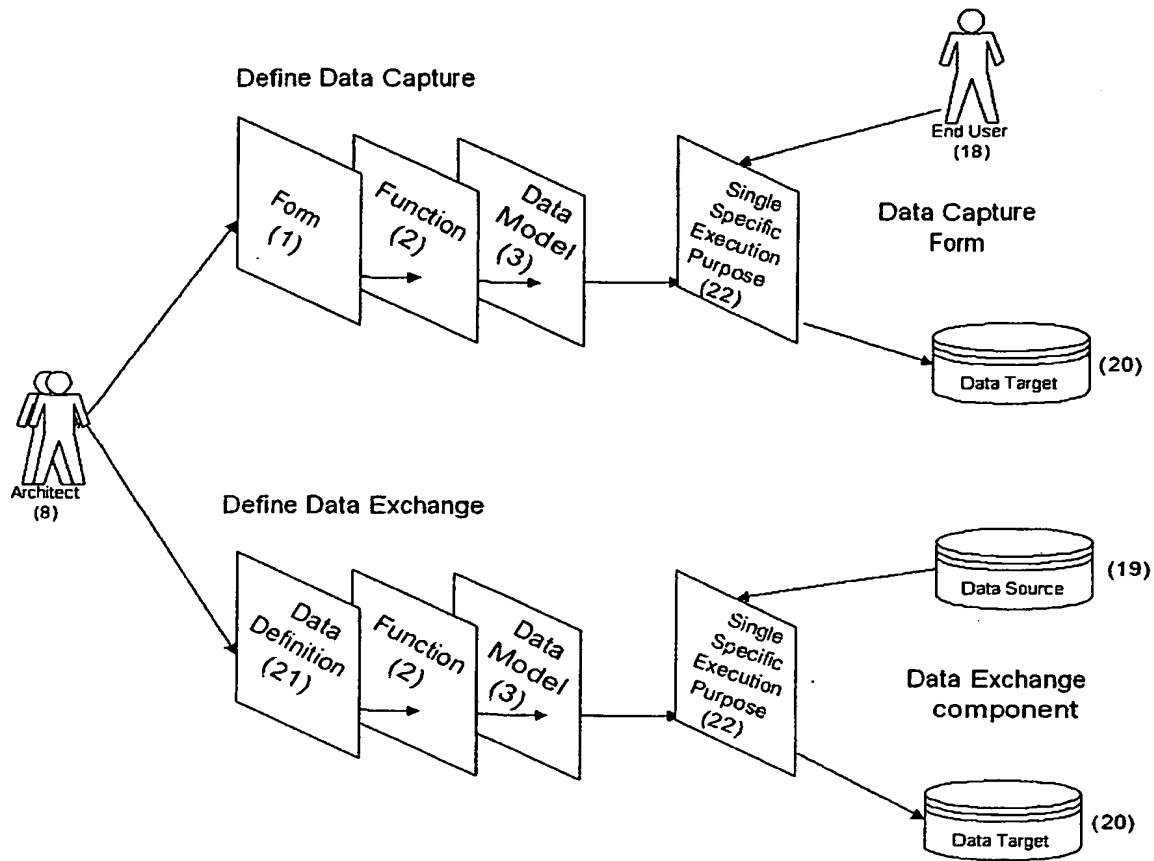 Define Data Capture
End User
(18)
Form
(1)
Function
(2)
Data
Model
(3)
Single
Specific
Execution
Purpose
(22)
Data Capture
Form
Data Target
(20)
Architect
(8)
Define Data Exchange
Data
Definition
(21)
Function
(2)
Data
Model
(3)
Single
Specific
Execution
Purpose
(22)
Data Source
(19)
Data Exchange
component
Data Target
(20)